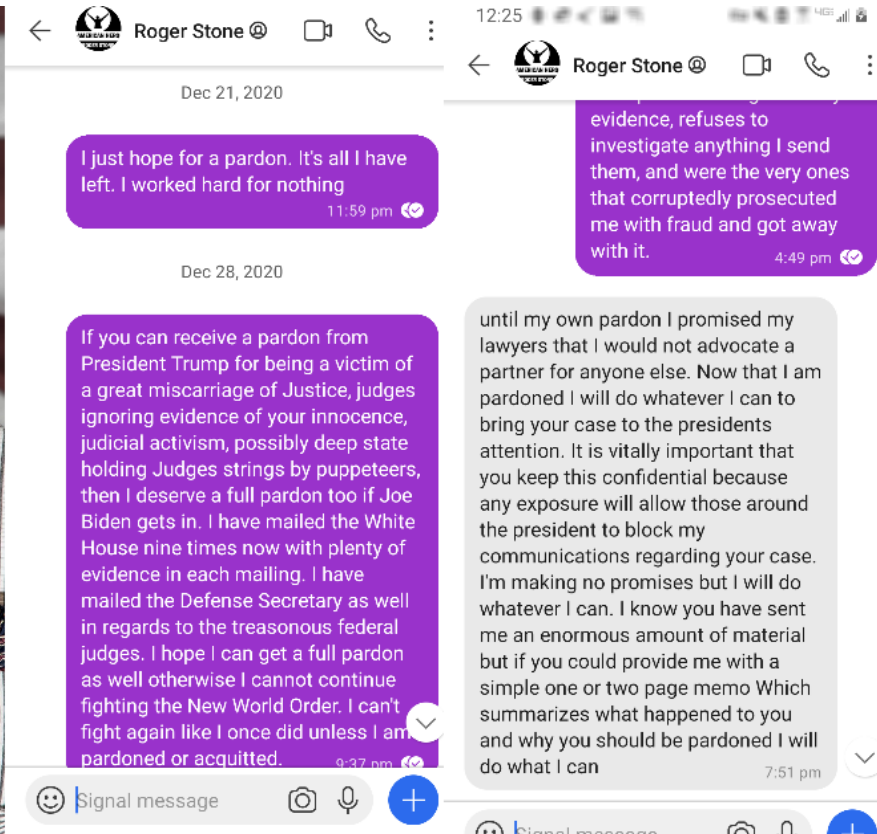 Roger Stone
Dec 21, 2020
I just hope for a pardon. It's all I have
left. I worked hard for nothing
11:59 pm
Dec 28, 2020
If you can receive a pardon from
President Trump for being a victim of
a great miscarriage of Justice, judges
ignoring evidence of your innocence,
judicial activism, possibly deep state
holding Judges strings by puppeteers,
then I deserve a full pardon too if Joe
Biden gets in. I have mailed the White
House nine times now with plenty of
evidence in each mailing. I have
mailed the Defense Secretary as well
in regards to the treasonous federal
judges. I hope I can get a full pardon
as well otherwise I cannot continue
fighting the New World Order. I can't
fight again like I once did unless I am
pardoned or acquitted.
9:37 pm
Signal message
12:25
4G
Roger Stone
evidence, refuses to
investigate anything I send
them, and were the very ones
that corruptedly prosecuted
me with fraud and got away
with it.
4:49 pm
until my own pardon I promised my
lawyers that I would not advocate a
partner for anyone else. Now that I am
pardoned I will do whatever I can to
bring your case to the presidents
attention. It is vitally important that
you keep this confidential because
any exposure will allow those around
the president to block my
communications regarding your case.
I'm making no promises but I will do
whatever I can. I know you have sent
me an enormous amount of material
but if you could provide me with a
simple one or two page memo Which
summarizes what happened to you
and why you should be pardoned I will
do what I can
7:51 pm
Signal message